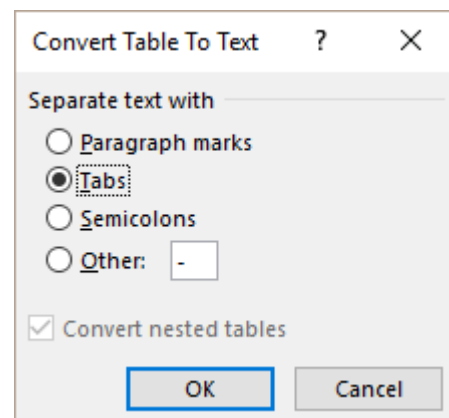 Convert Table To Text ? ×
Separate text with
Paragraph marks
Tabs
Semicolons
Other: -
Convert nested tables
OK Cancel